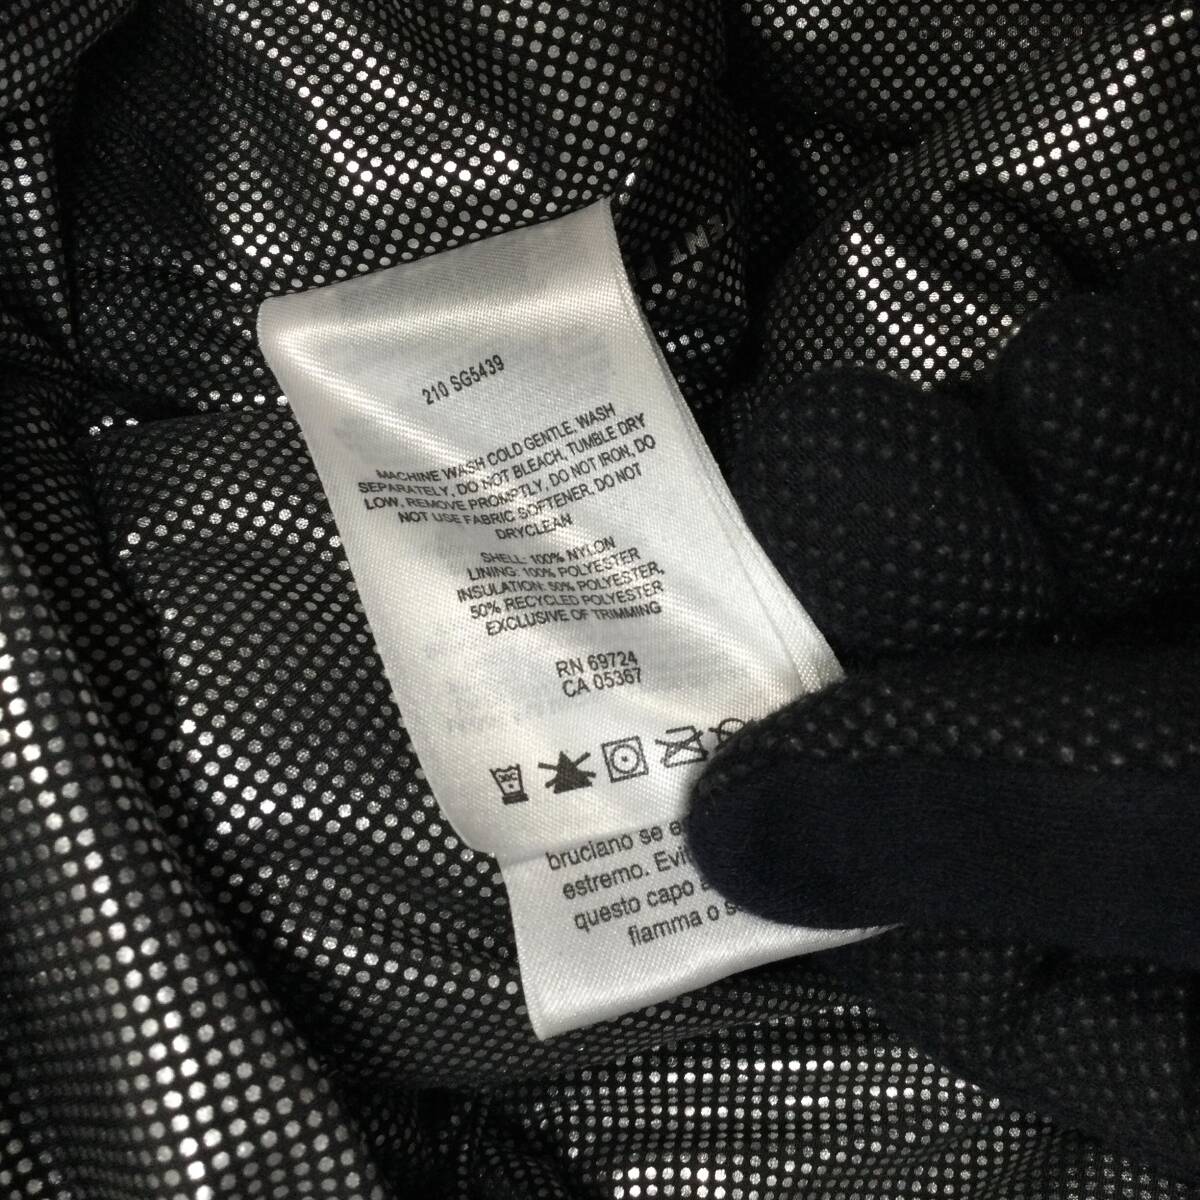 TENT P
210 SG5439
MACHINE WASH COLD GENTLE, WASH
SEPARATELY, DO NOT BLEACH, TUMBLE DRY
LOW, REMOVE PROMPTLY, DO NOT IRON, DO
NOT USE FABRIC SOFTENER, DO NOT
DRYCLEAN
SHELL: 100% NYLON
LINING: 100% POLYESTER
INSULATION: 50% POLYESTER,
50% RECYCLED POLYESTER
EXCLUSIVE OF TRIMMING
RN 69724
CA 05367
bruciano se e
estremo. Evit
questo capo a
fiamma o s